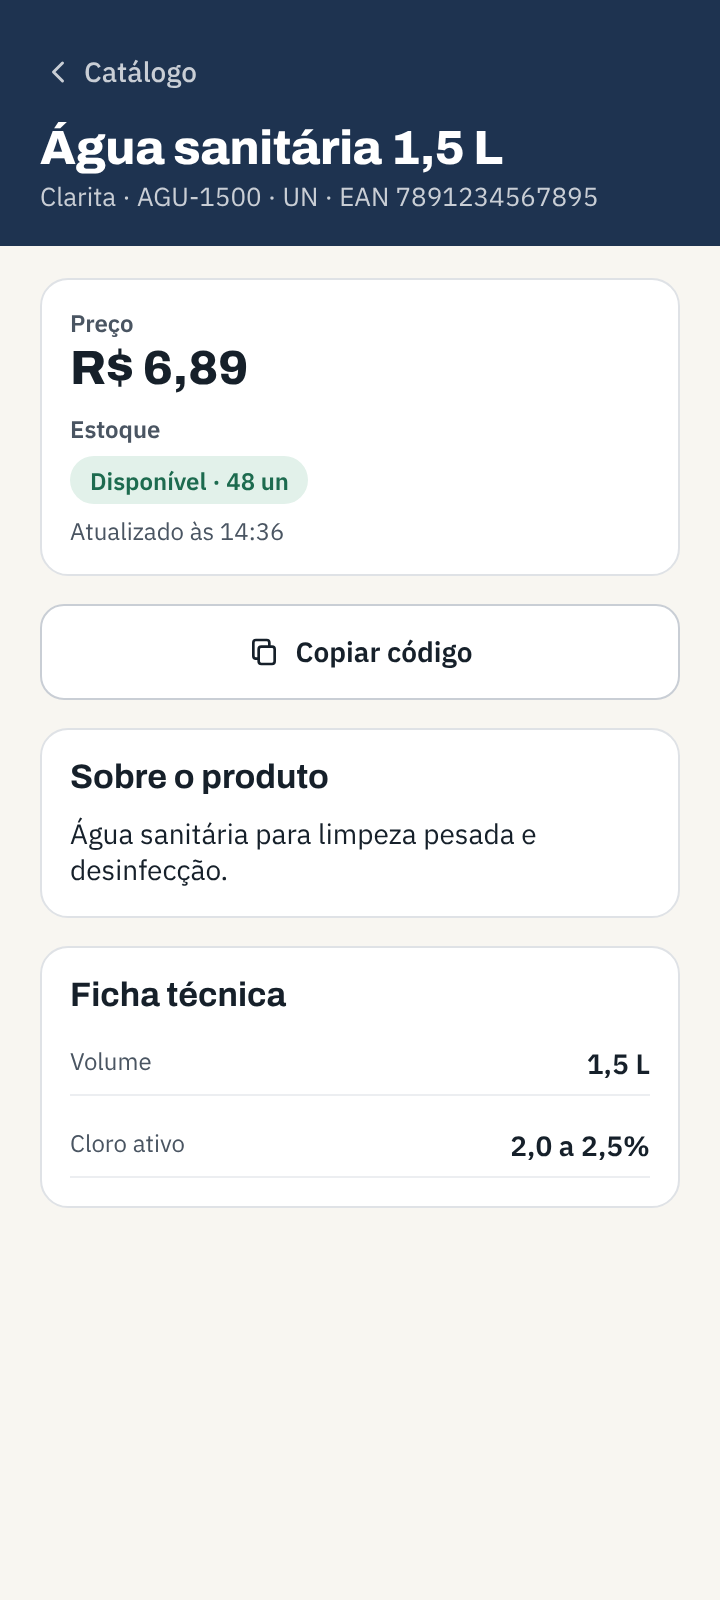 Catálogo
Água sanitária 1,5 L
Clarita · AGU-1500 · UN · EAN 7891234567895
Preço
R$ 6,89
Estoque
Disponível · 48 un
Atualizado às 14:36
Copiar código
Sobre o produto
Água sanitária para limpeza pesada e
desinfecção.
Ficha técnica
Volume 1,5 L
Cloro ativo 2,0 a 2,5%